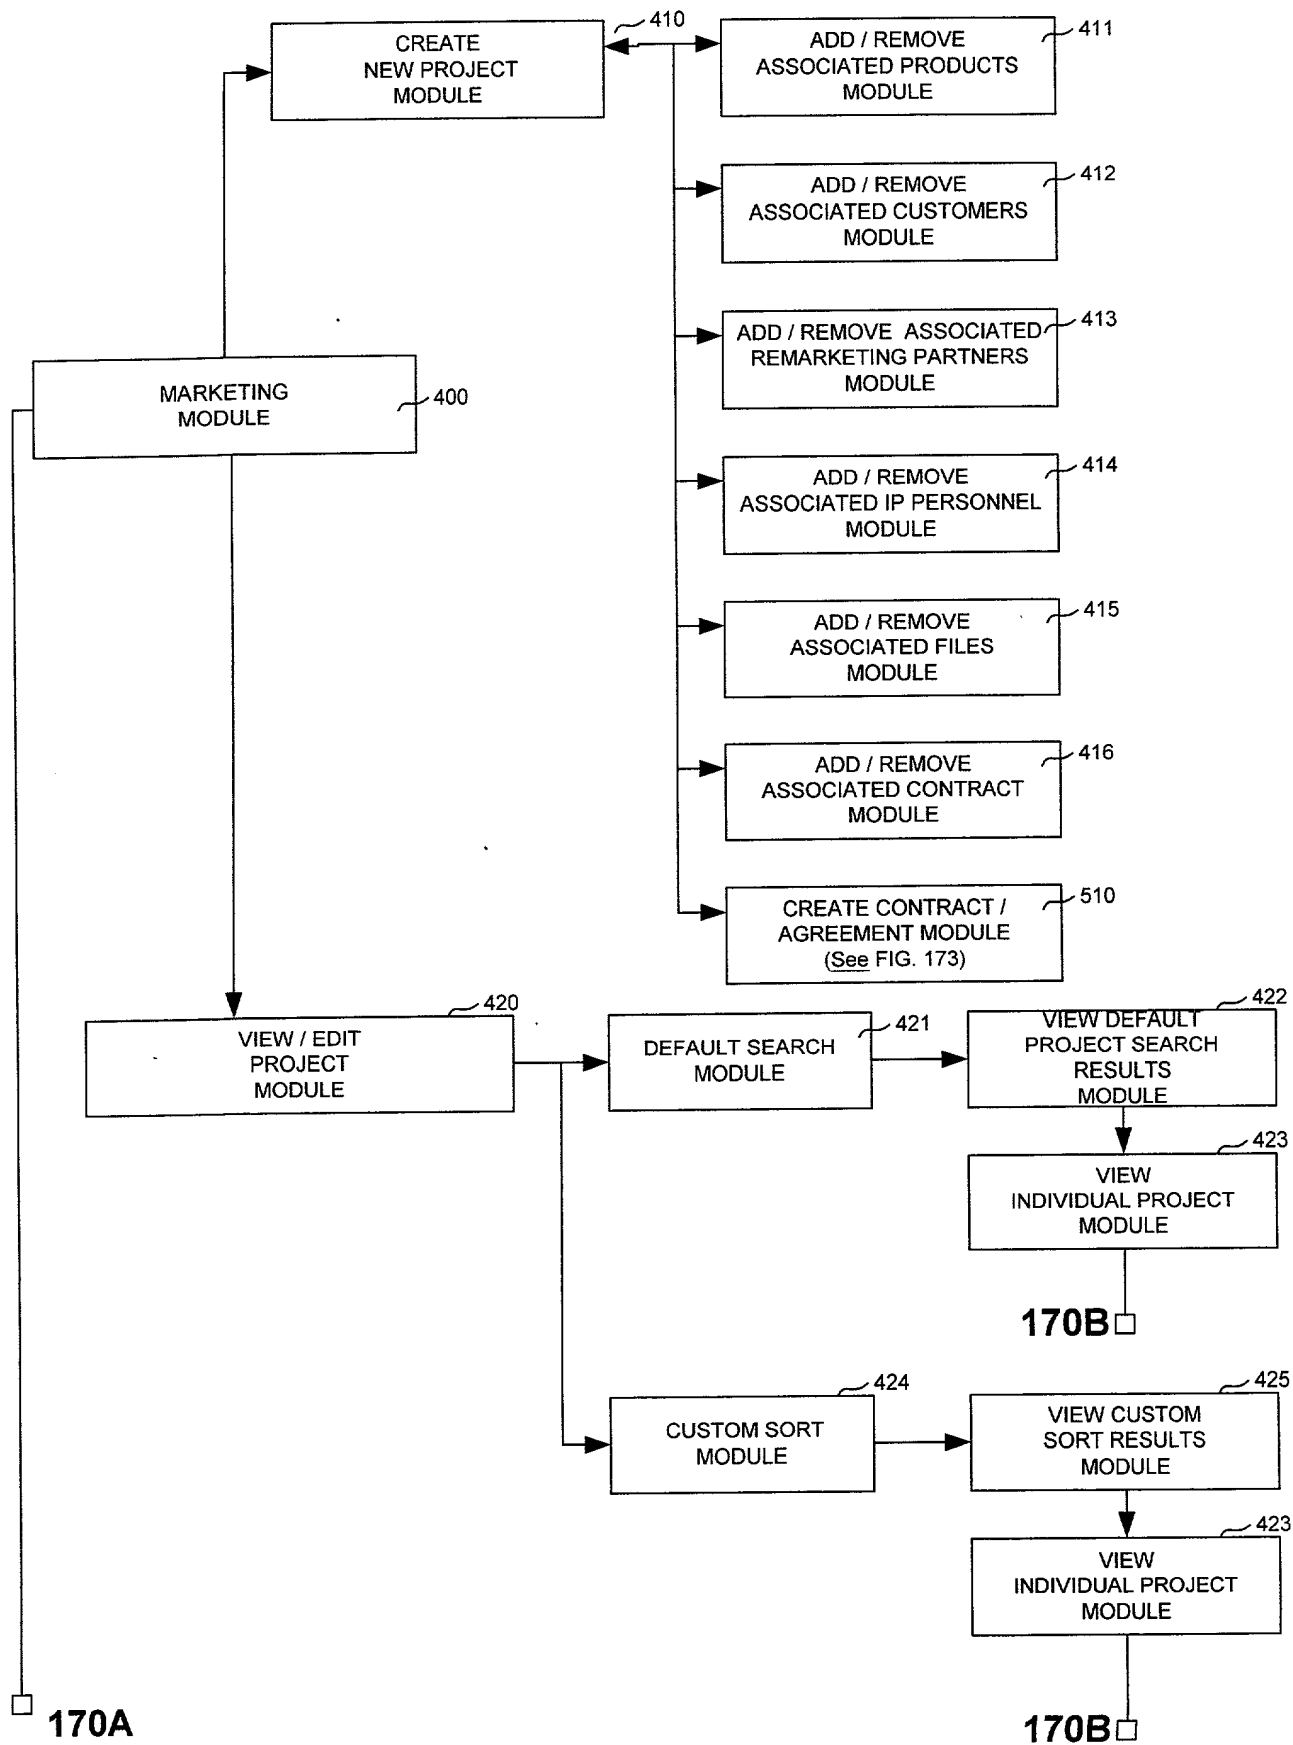 CREATE
NEW PROJECT
MODULE
410
ADD / REMOVE
ASSOCIATED PRODUCTS
MODULE
411
ADD / REMOVE
ASSOCIATED CUSTOMERS
MODULE
412
ADD / REMOVE ASSOCIATED
REMARKETING PARTNERS
MODULE
413
MARKETING
MODULE
400
ADD / REMOVE
ASSOCIATED IP PERSONNEL
MODULE
414
ADD / REMOVE
ASSOCIATED FILES
MODULE
415
ADD / REMOVE
ASSOCIATED CONTRACT
MODULE
416
CREATE CONTRACT /
AGREEMENT MODULE
(See FIG. 173)
510
VIEW / EDIT
PROJECT
MODULE
420
DEFAULT SEARCH
MODULE
421
VIEW DEFAULT
PROJECT SEARCH
RESULTS
MODULE
422
VIEW
INDIVIDUAL PROJECT
MODULE
423
170B
CUSTOM SORT
MODULE
424
VIEW CUSTOM
SORT RESULTS
MODULE
425
VIEW
INDIVIDUAL PROJECT
MODULE
423
170A
170B